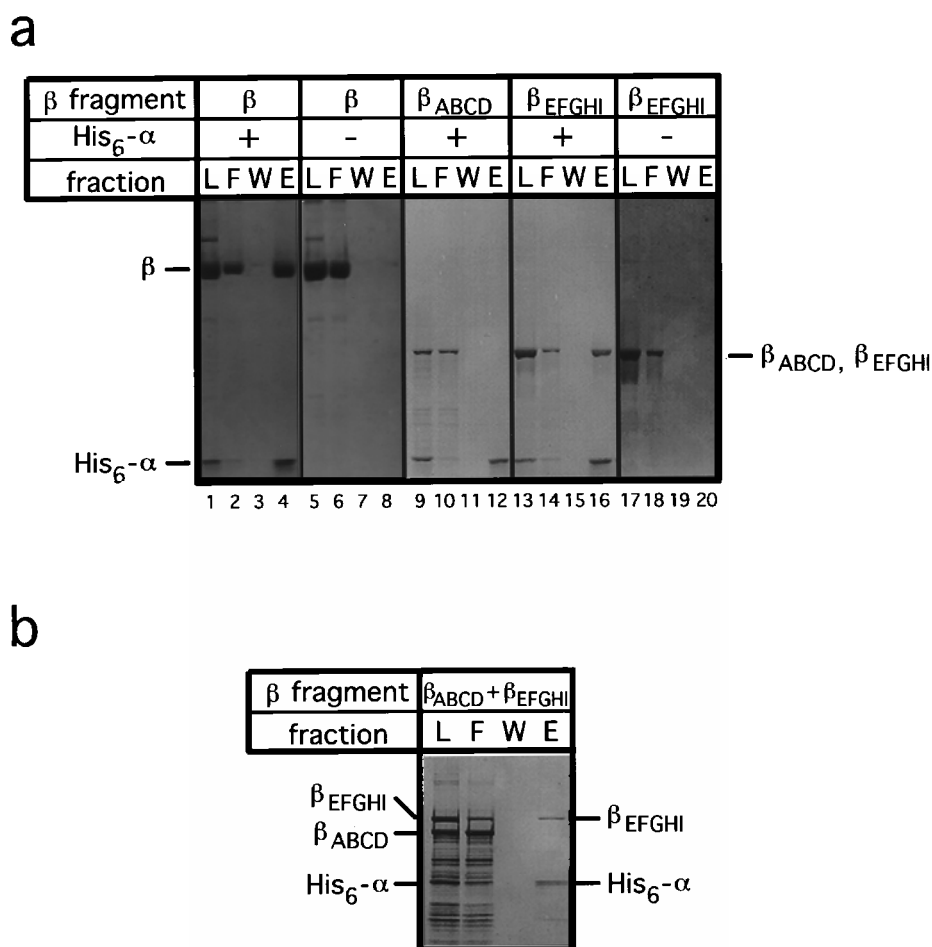 a
β fragment β β βABCD βEFGHI βEFGHI
His6-α + - + + -
fraction L F W E L F W E L F W E L F W E L F W E
β
βABCD, βEFGHI
His6-α
1 2 3 4 5 6 7 8 9 10 11 12 13 14 15 16 17 18 19 20
b
β fragment βABCD+βEFGHI
fraction L F W E
βEFGHI βEFGHI
βABCD
His6-α His6-α